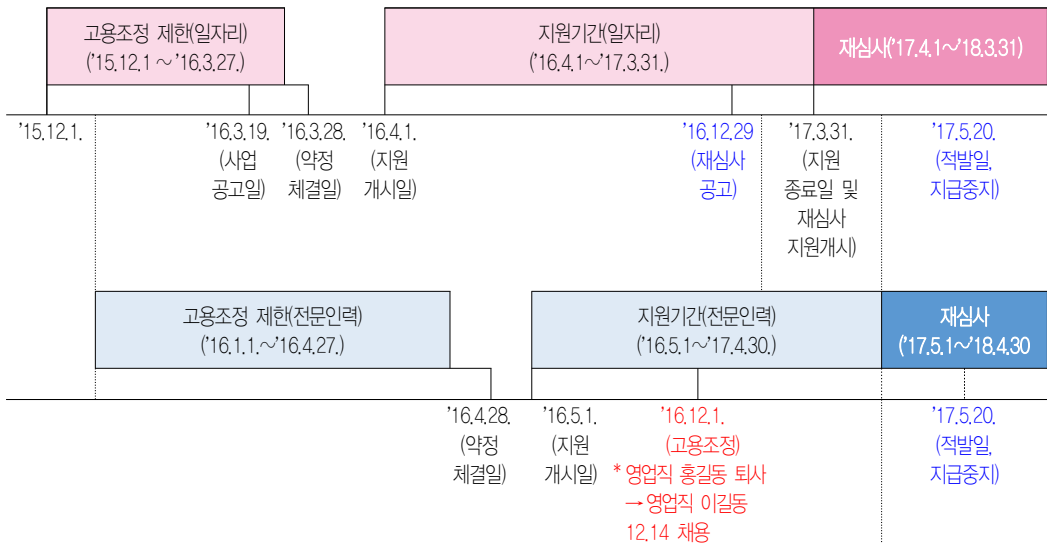 고용조정 제한(일자리)
('15.12.1 ~ '16.3.27.)
지원기간(일자리)
('16.4.1~'17.3.31.)
재심사('17.4.1~'18.3.31)
'15.12.1.
'16.3.19.
(사업
공고일)
'16.3.28.
(약정
체결일)
'16.4.1.
(지원
개시일)
'16.12.29
(재심사
공고)
'17.3.31.
(지원
종료일 및
재심사
지원개시)
'17.5.20.
(적발일,
지급중지)
고용조정 제한(전문인력)
('16.1.1.~'16.4.27.)
지원기간(전문인력)
('16.5.1~'17.4.30.)
재심사
('17.5.1~'18.4.30
'16.4.28.
(약정
체결일)
'16.5.1.
(지원
개시일)
'16.12.1.
(고용조정)
* 영업직 홍길동 퇴사
→ 영업직 이길동
12.14 채용
'17.5.20.
(적발일,
지급중지)